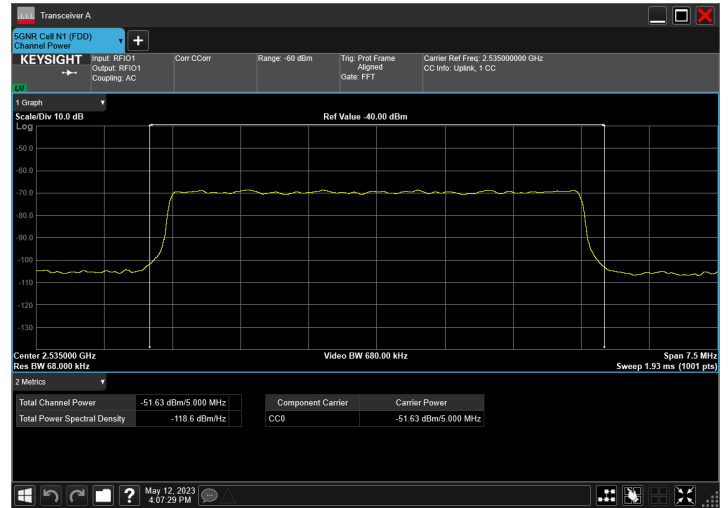 Transceiver A
5GNR Cell N1 (FDD)
Channel Power
KEYSIGHT
Input: RFIO1
Output: RFIO1
Coupling: AC
Corr CCorr
Range: -60 dBm
Trig: Prot Frame
Aligned
Gate: FFT
Carrier Ref Freq: 2.535000000 GHz
CC Info: Uplink, 1 CC
LXI
1 Graph
Scale/Div 10.0 dB
Ref Value -40.00 dBm
Log
-50.0
-60.0
-70.0
-80.0
-90.0
-100
-110
-120
-130
Center 2.535000 GHz
Video BW 680.00 kHz
Span 7.5 MHz
Res BW 68.000 kHz
Sweep 1.93 ms (1001 pts)
2 Metrics
Total Channel Power -51.63 dBm/5.000 MHz
Total Power Spectral Density -118.6 dBm/Hz
Component Carrier Carrier Power
CC0 -51.63 dBm/5.000 MHz
May 12, 2023
4:07:29 PM